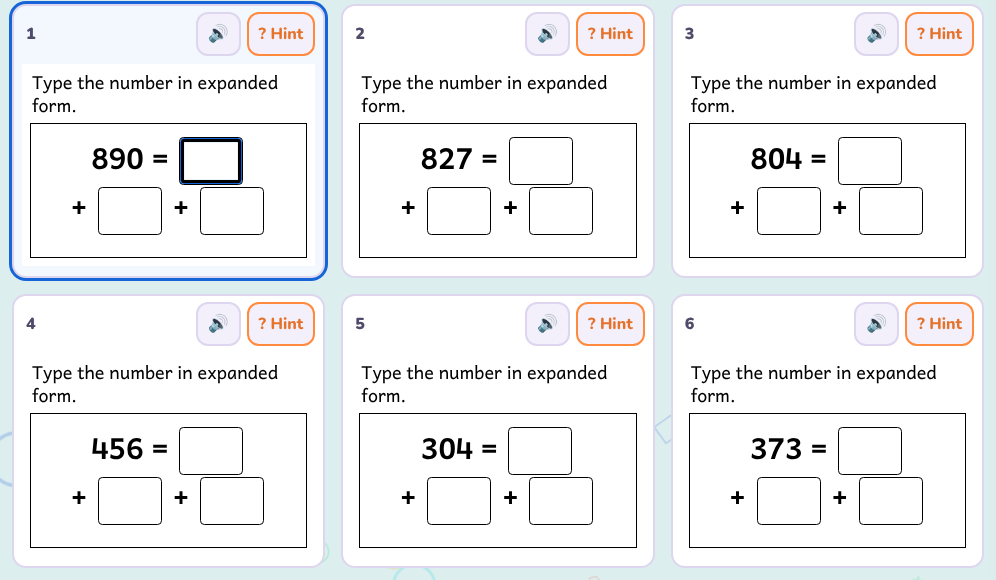 1
? Hint
Type the number in expanded
form.
890 =
+ +
2
? Hint
Type the number in expanded
form.
827 =
+ +
3
? Hint
Type the number in expanded
form.
804 =
+ +
4
? Hint
Type the number in expanded
form.
456 =
+ +
5
? Hint
Type the number in expanded
form.
304 =
+ +
6
? Hint
Type the number in expanded
form.
373 =
+ +